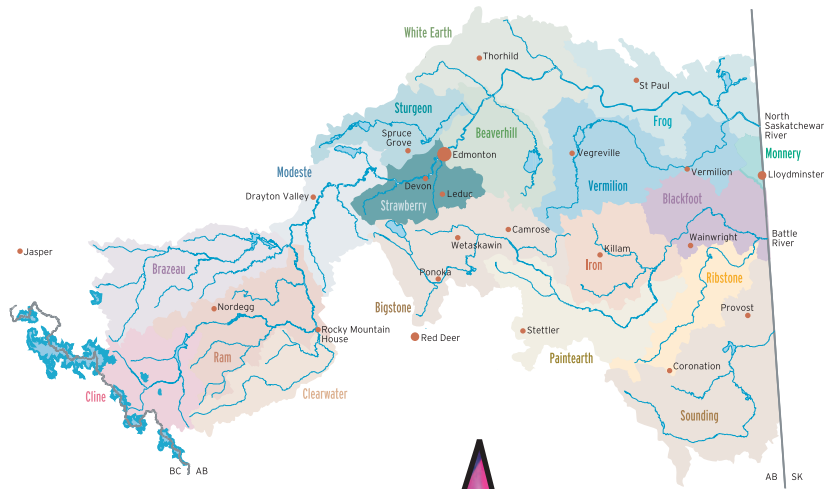 White Earth
Thorhild
St Paul
Sturgeon
North
Saskatchewan
River
Frog
Spruce
Grove
Beaverhill
Edmonton
Vegreville
Monnery
Modeste
Vermilion
Lloydminster
Devon
Vermilion
Drayton Valley
Leduc
Strawberry
Blackfoot
Camrose
Wetaskawin
Wainwright
Battle
River
Jasper
Killam
Brazeau
Iron
Ponoka
Ribstone
Nordegg
Bigstone
Provost
Rocky Mountain
House
Red Deer
Stettler
Ram
Paintearth
Coronation
Cline
Clearwater
Sounding
BC
AB
AB
SK